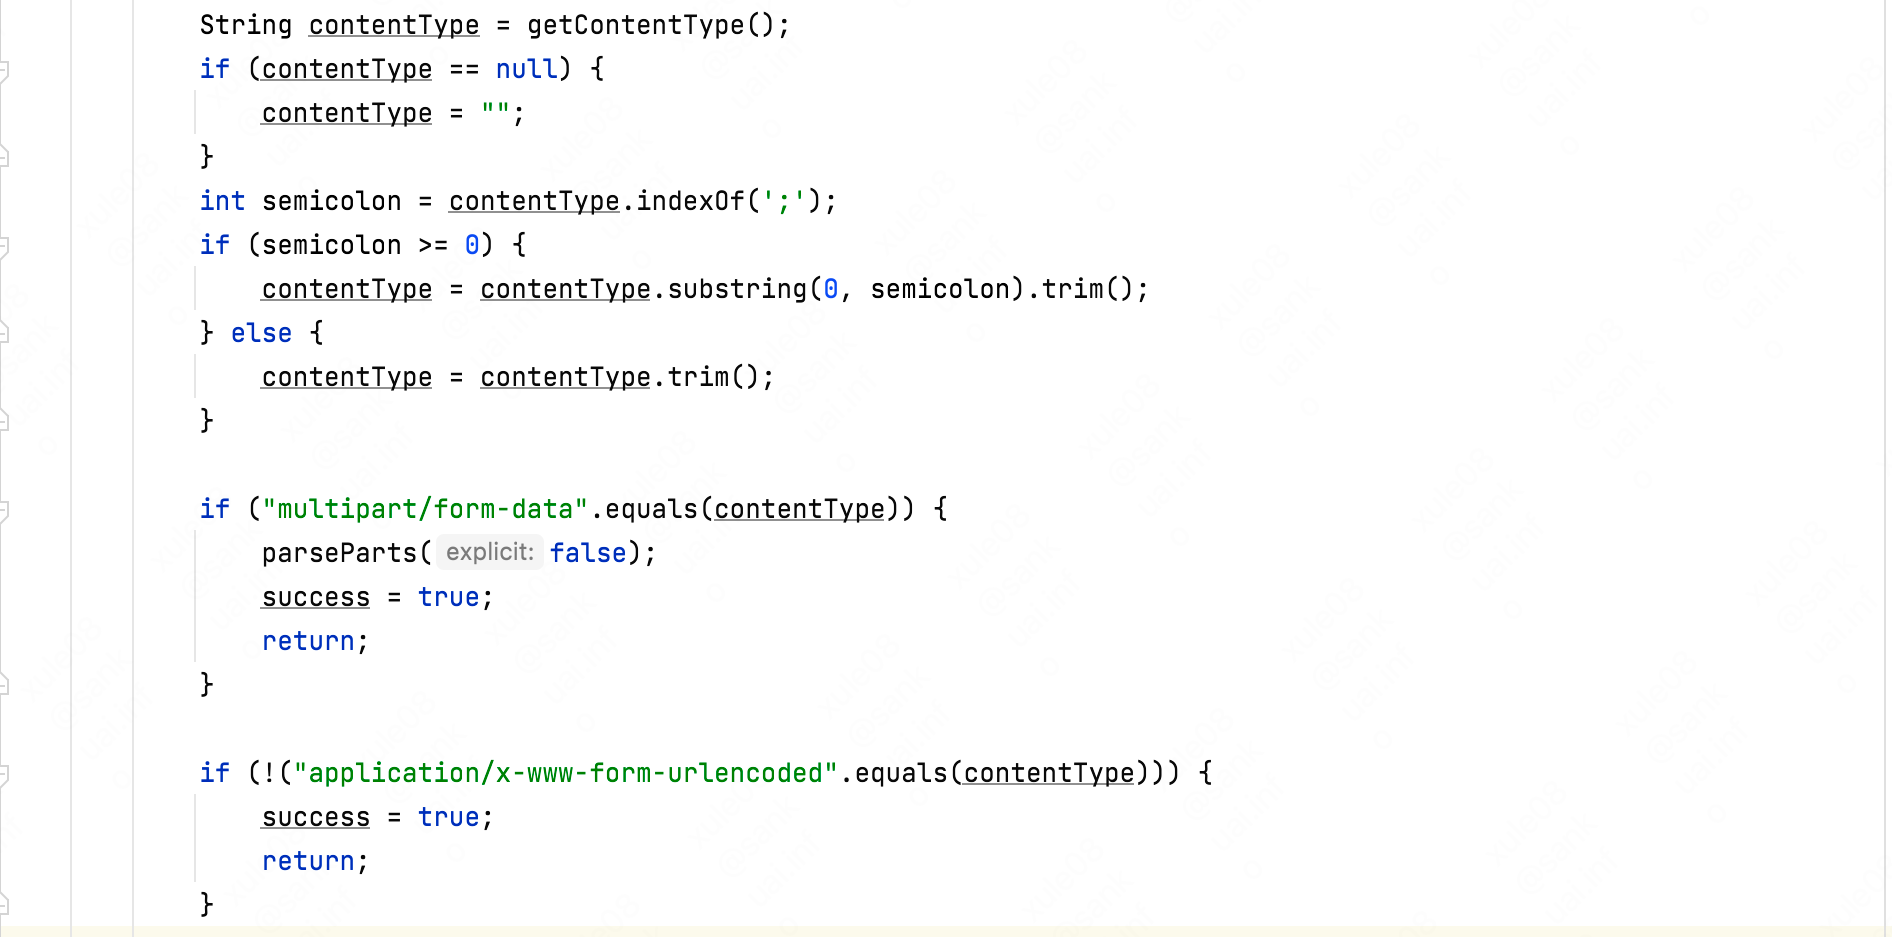 String contentType = getContentType();
if (contentType == null) {
contentType = "";
}
int semicolon = contentType.indexOf(';');
if (semicolon >= 0) {
contentType = contentType.substring(0, semicolon).trim();
} else {
contentType = contentType.trim();
}
if ("multipart/form-data".equals(contentType)) {
parseParts( explicit: false);
success = true;
return;
}
if (!("application/x-www-form-urlencoded".equals(contentType))) {
success = true;
return;
}